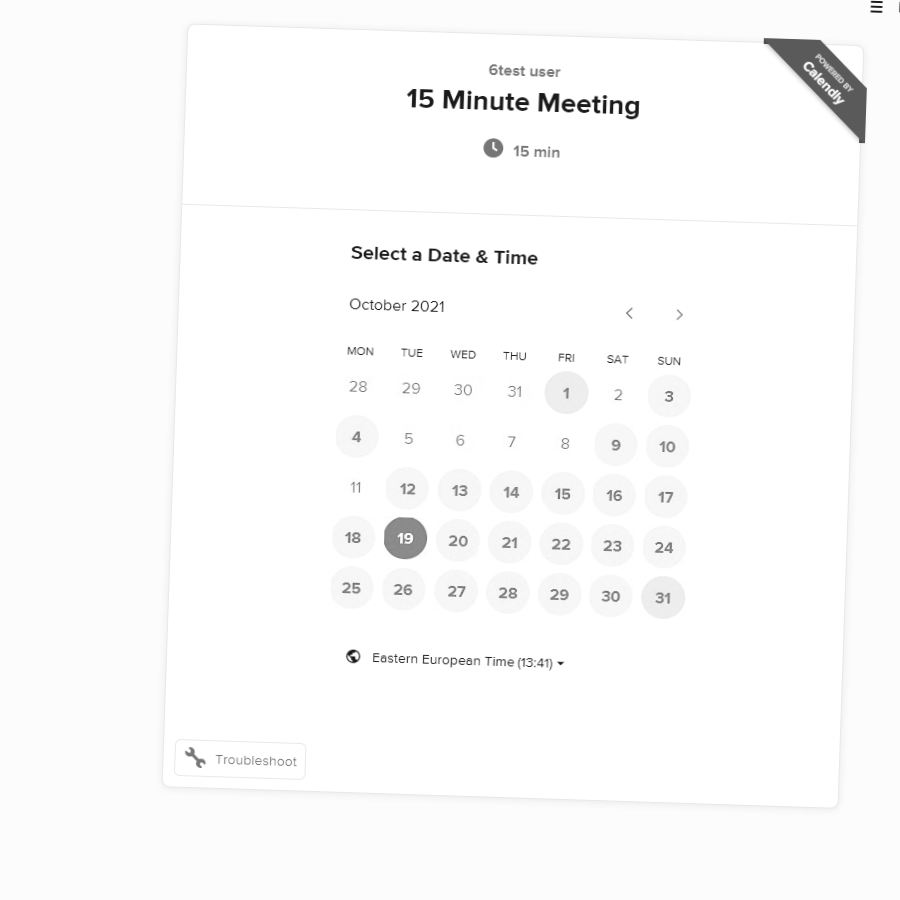 6test user
15 Minute Meeting
15 min
POWERED BY
Calendly
Select a Date & Time
October 2021
MON TUE WED THU FRI SAT SUN
28 29 30 31 1 2 3
4 5 6 7 8 9 10
11 12 13 14 15 16 17
18 19 20 21 22 23 24
25 26 27 28 29 30 31
Eastern European Time (13:41)
Troubleshoot